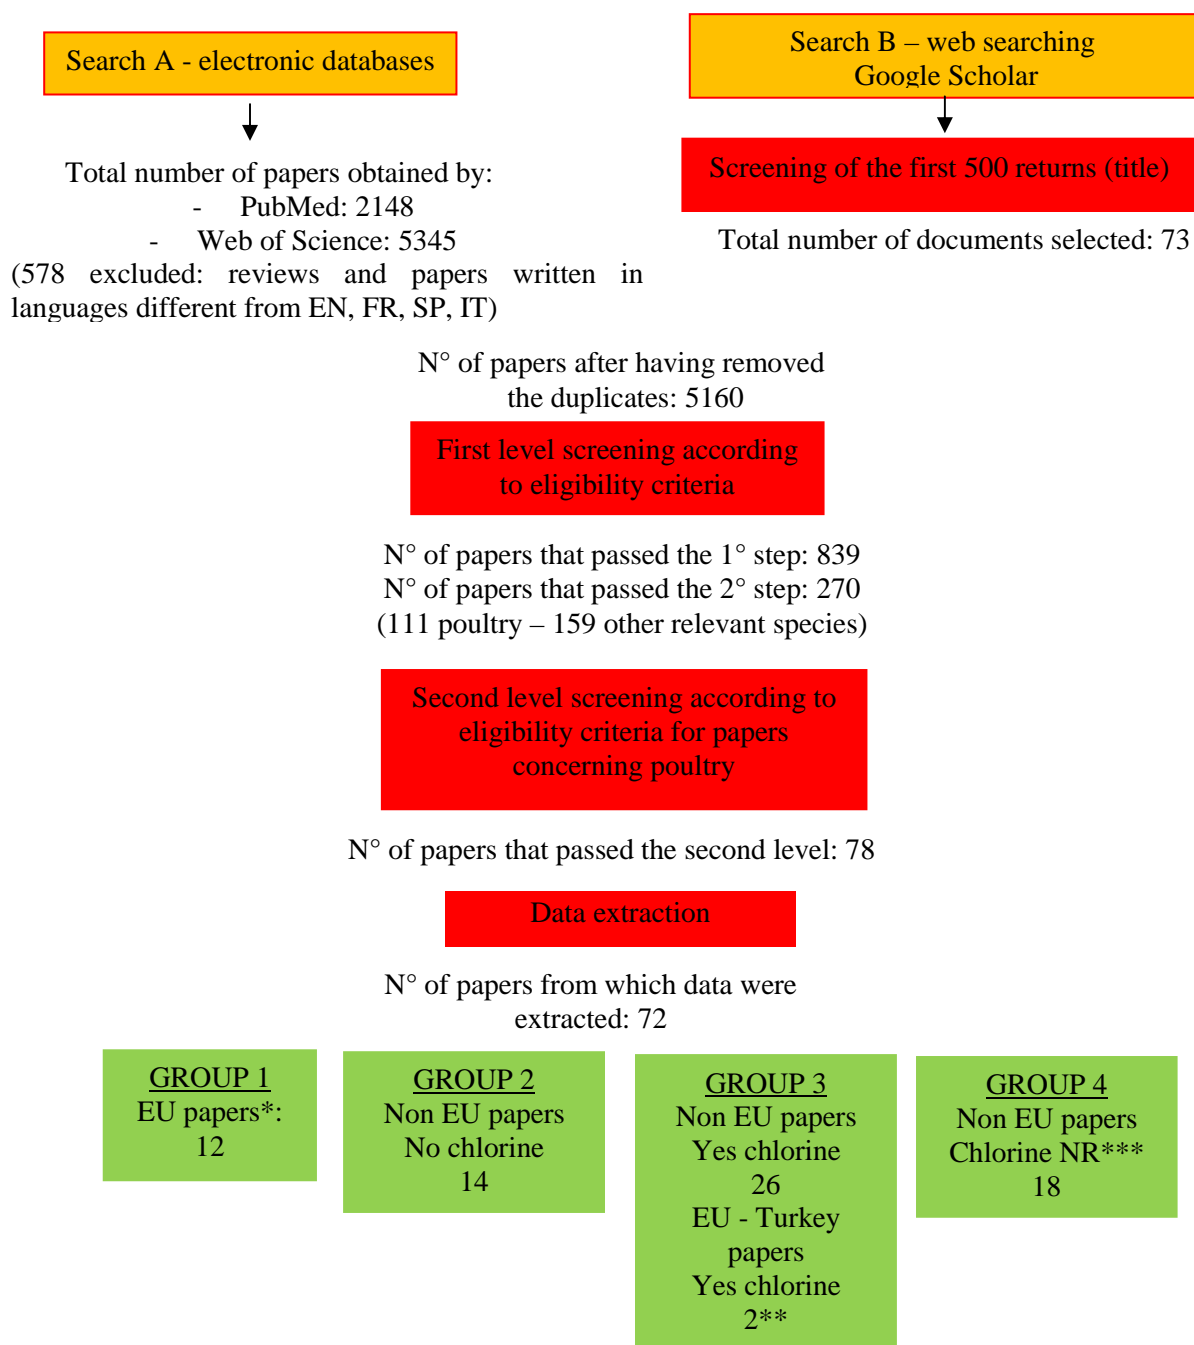 Search A - electronic databases
Total number of papers obtained by:
- PubMed: 2148
- Web of Science: 5345
(578 excluded: reviews and papers written in
languages different from EN, FR, SP, IT)
Search B – web searching
Google Scholar
Screening of the first 500 returns (title)
Total number of documents selected: 73
N° of papers after having removed
the duplicates: 5160
First level screening according
to eligibility criteria
N° of papers that passed the 1° step: 839
N° of papers that passed the 2° step: 270
(111 poultry – 159 other relevant species)
Second level screening according to
eligibility criteria for papers
concerning poultry
N° of papers that passed the second level: 78
Data extraction
N° of papers from which data were
extracted: 72
GROUP 1
EU papers*:
12
GROUP 2
Non EU papers
No chlorine
14
GROUP 3
Non EU papers
Yes chlorine
26
EU - Turkey
papers
Yes chlorine
2**
GROUP 4
Non EU papers
Chlorine NR***
18